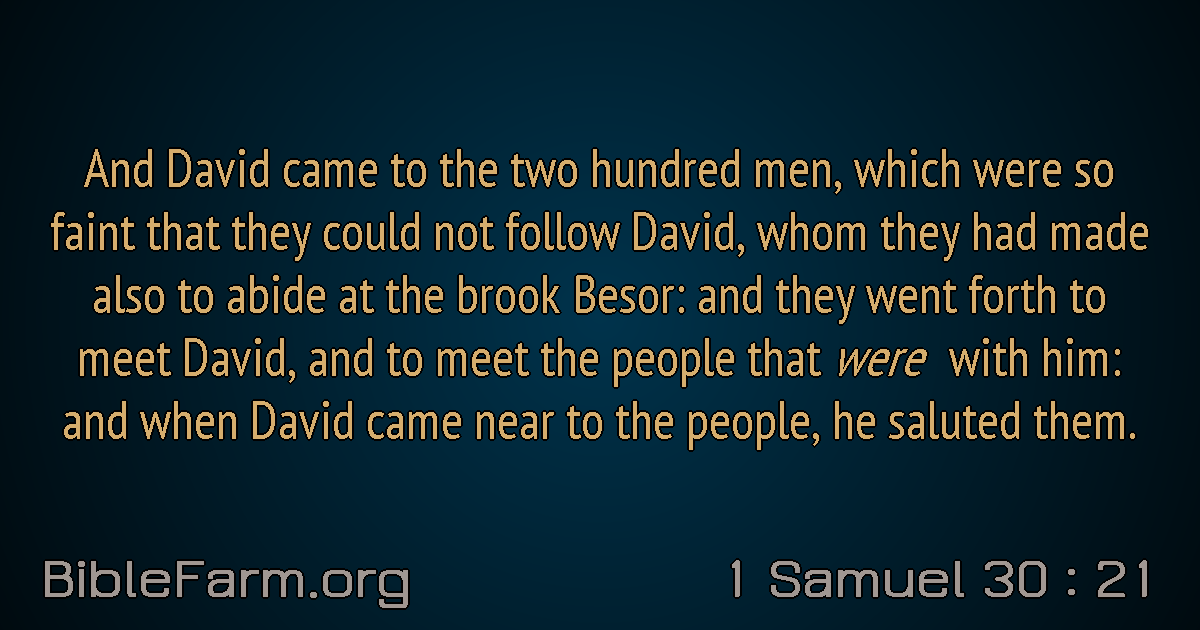 And David came to the two hundred men, which were so
faint that they could not follow David, whom they had made
also to abide at the brook Besor: and they went forth to
meet David, and to meet the people that were with him:
and when David came near to the people, he saluted them.
BibleFarm.org
1 Samuel 30 : 21